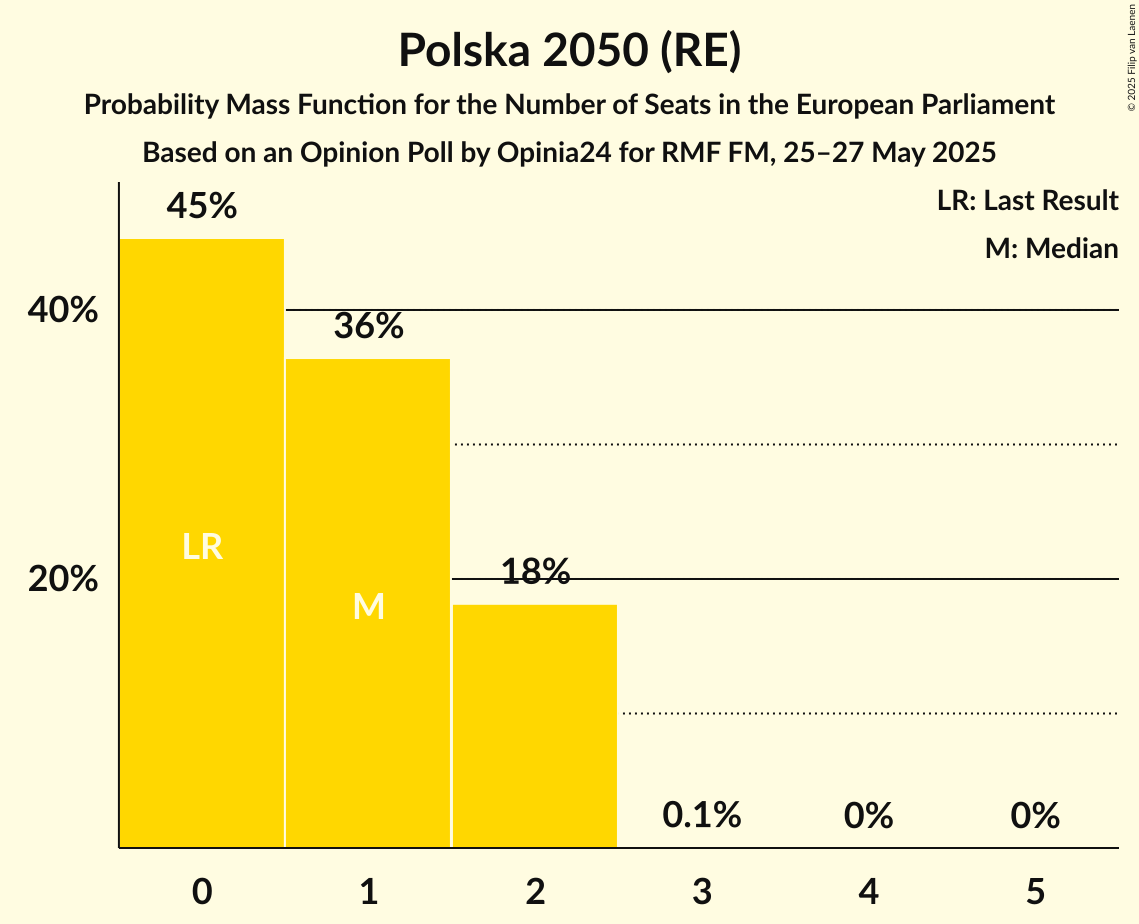 Polska 2050 (RE)
Probability Mass Function for the Number of Seats in the European Parliament
Based on an Opinion Poll by Opinia24 for RMF FM, 25–27 May 2025
© 2025 Filip van Laenen
LR: Last Result
M: Median
45%
40%
36%
LR
20%
18%
M
0.1%
0%
0%
0
1
2
3
4
5